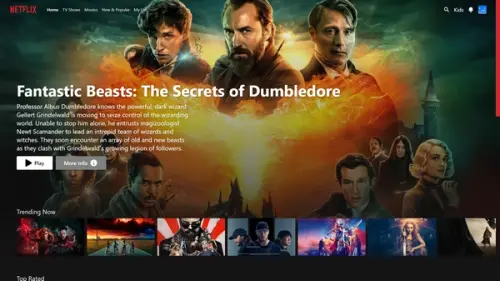 NETFLIX
Home TV Shows Movies New & Popular My List
Kids
Fantastic Beasts: The Secrets of Dumbledore
Professor Albus Dumbledore knows the powerful, dark wizard
Gellert Grindelwald is moving to seize control of the wizarding
world. Unable to stop him alone, he entrusts magizoologist
Newt Scamander to lead an intrepid team of wizards and
witches. They soon encounter an array of old and new beasts
as they clash with Grindelwald's growing legion of followers.
Play
More Info
Trending Now
Top Rated